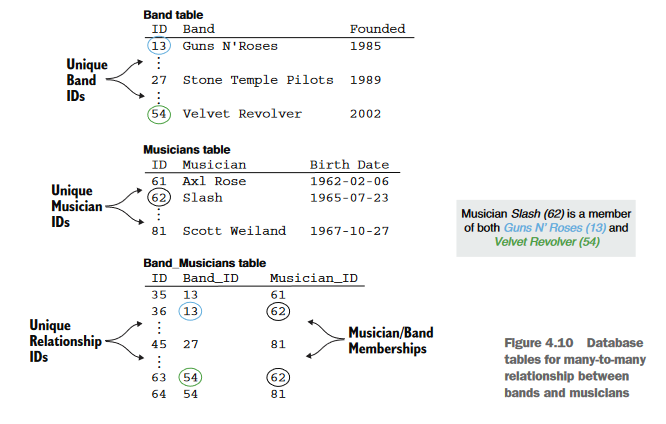 Band table
ID Band Founded
13 Guns N'Roses 1985
27 Stone Temple Pilots 1989
54 Velvet Revolver 2002
Unique
Band
IDs
Musicians table
ID Musician Birth Date
61 Axl Rose 1962-02-06
62 Slash 1965-07-23
81 Scott Weiland 1967-10-27
Unique
Musician
IDs
Musician Slash (62) is a member
of both Guns N' Roses (13) and
Velvet Revolver (54)
Band_Musicians table
ID Band_ID Musician_ID
35 13 61
36 13 62
45 27 81
63 54 62
64 54 81
Unique
Relationship
IDs
Musician/Band
Memberships
Figure 4.10 Database
tables for many-to-many
relationship between
bands and musicians